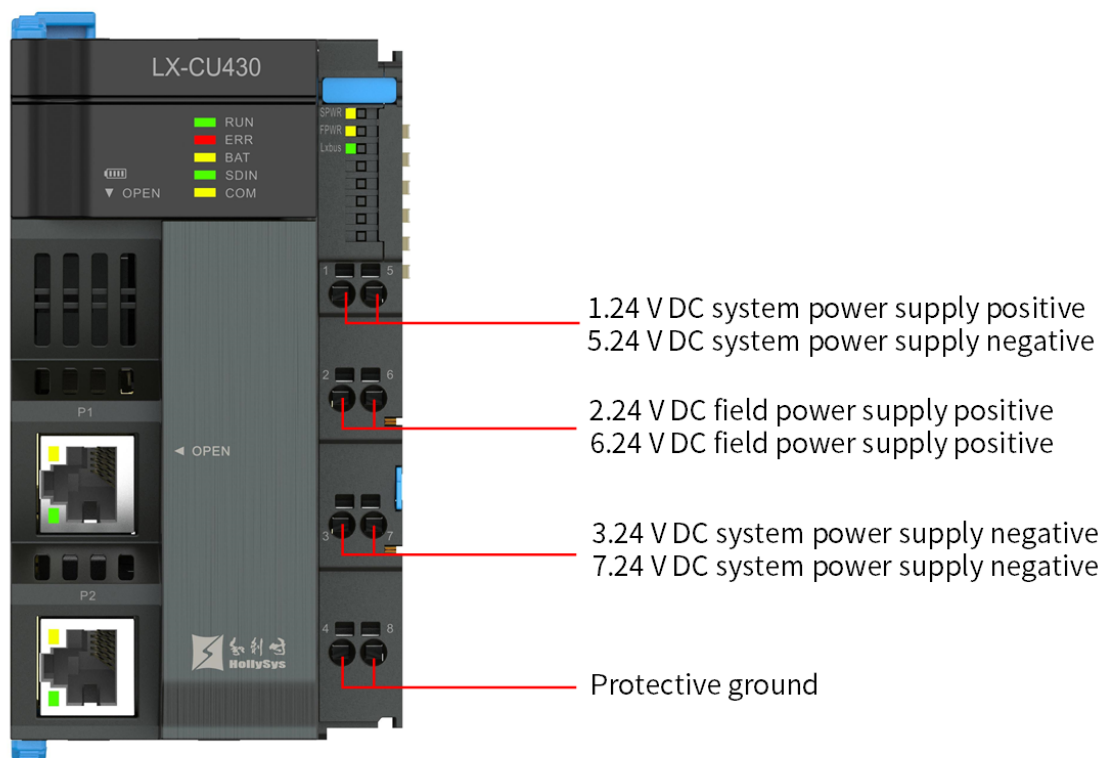 LX-CU430
RUN
ERR
BAT
SDIN
COM
▼ OPEN
SPWR
FPWR
Lxbus
1 5
2 6
3 7
4 8
P1
◀ OPEN
P2
和利时
HollySys
1.24 V DC system power supply positive
5.24 V DC system power supply negative
2.24 V DC field power supply positive
6.24 V DC field power supply positive
3.24 V DC system power supply negative
7.24 V DC system power supply negative
Protective ground